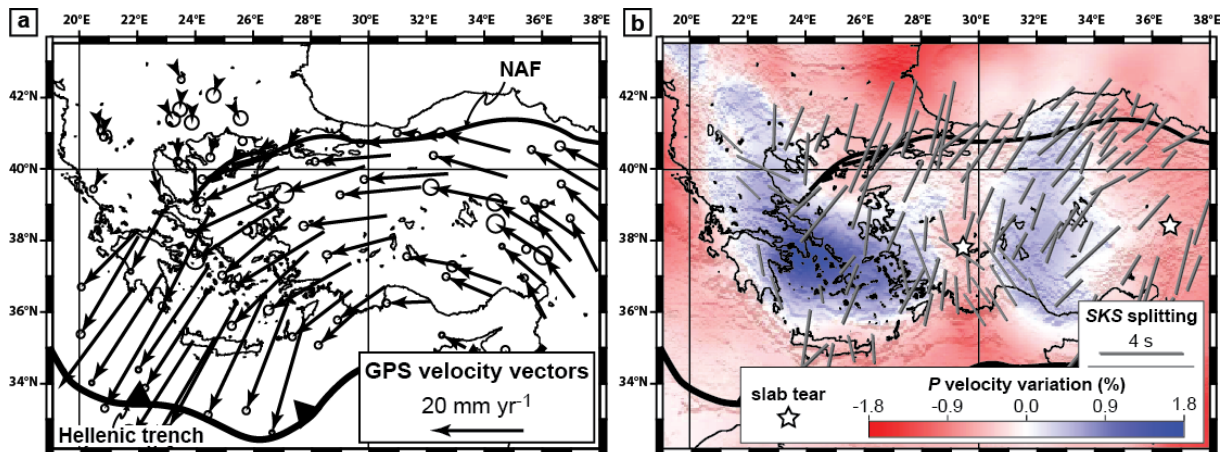 a
20°E 22°E 24°E 26°E 28°E 30°E 32°E 34°E 36°E 38°E
NAF
42°N
40°N
38°N
36°N
34°N
GPS velocity vectors
20 mm yr-1
Hellenic trench
b
20°E 22°E 24°E 26°E 28°E 30°E 32°E 34°E 36°E 38°E
42°N
40°N
38°N
36°N
34°N
SKS splitting
4 s
slab tear
P velocity variation (%)
-1.8 -0.9 0.0 0.9 1.8